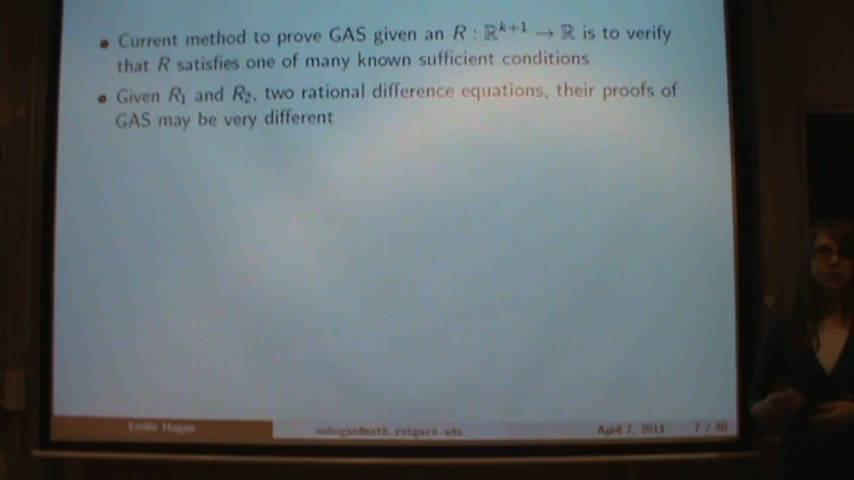 • Current method to prove GAS given an R : ℝᵏ⁺¹ → ℝ is to verify
that R satisfies one of many known sufficient conditions
• Given R₁ and R₂, two rational difference equations, their proofs of
GAS may be very different
Emilie Hogan
April 7, 2011
7 / 40